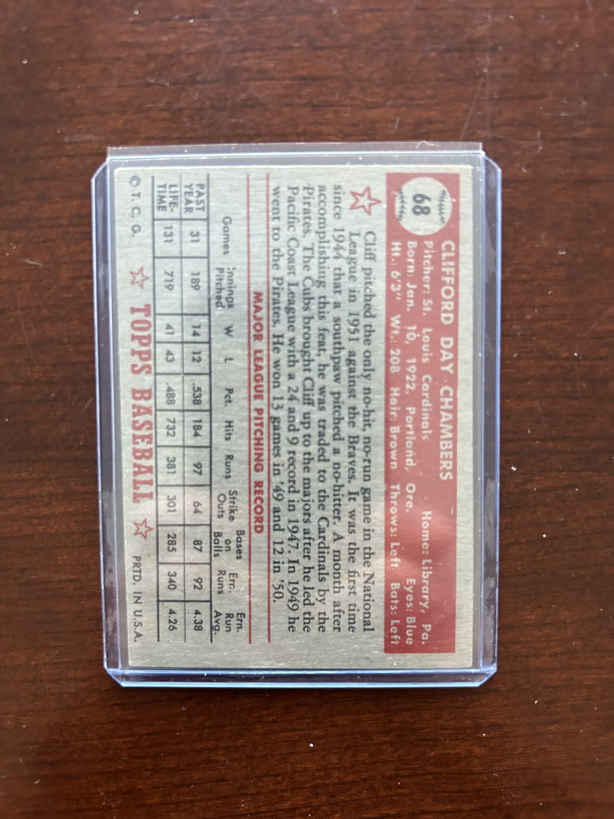 68
CLIFFORD DAY CHAMBERS
Pitcher: St. Louis Cardinals Home: Library, Pa.
Born: Jan. 10, 1922, Portland, Ore. Eyes: Blue
Ht.: 6'3" Wt.: 208 Hair: Brown Throws: Left Bats: Left
Cliff pitched the only no-hit, no-run game in the National
League in 1951 against the Braves. It was the first time
since 1944 that a southpaw pitched a no-hitter. A month after
accomplishing this feat, he was traded to the Cardinals by the
Pirates. The Cubs brought Cliff up to the majors after he led the
Pacific Coast League with a 24 and 9 record in 1947. In 1949 he
went to the Pirates. He won 13 games in '49 and 12 in '50.
MAJOR LEAGUE PITCHING RECORD
Games Innings Pitched W L Pct. Hits Runs Strike Outs Bases on Balls Ern. Runs Ern. Run Avg.
PAST YEAR 31 189 14 12 .538 184 97 64 87 92 4.38
LIFE-TIME 131 719 41 43 .488 732 381 301 285 340 4.26
© T. C. G. TOPPS BASEBALL PRTD. IN U.S.A.